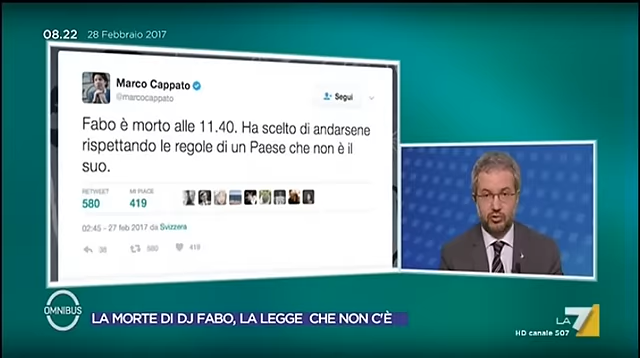 08.22 28 Febbraio 2017
Marco Cappato
@marcocappato
Segui
Fabo è morto alle 11.40. Ha scelto di andarsene
rispettando le regole di un Paese che non è il
suo.
RETWEET MI PIACE
580 419
02:45 - 27 feb 2017 da Svizzera
38 580 419
OMNIBUS
LA MORTE DI DJ FABO, LA LEGGE CHE NON C'È
LA 7
HD canale 507